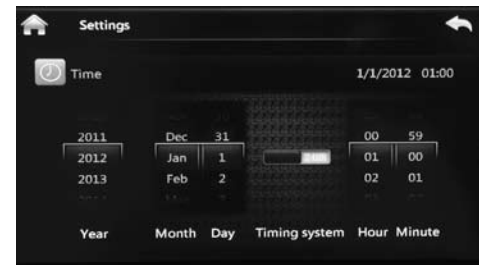 Settings
Time 1/1/2012 01:00
2011 Dec 31 00 59
2012 Jan 1 24H 01 00
2013 Feb 2 02 01
Year Month Day Timing system Hour Minute